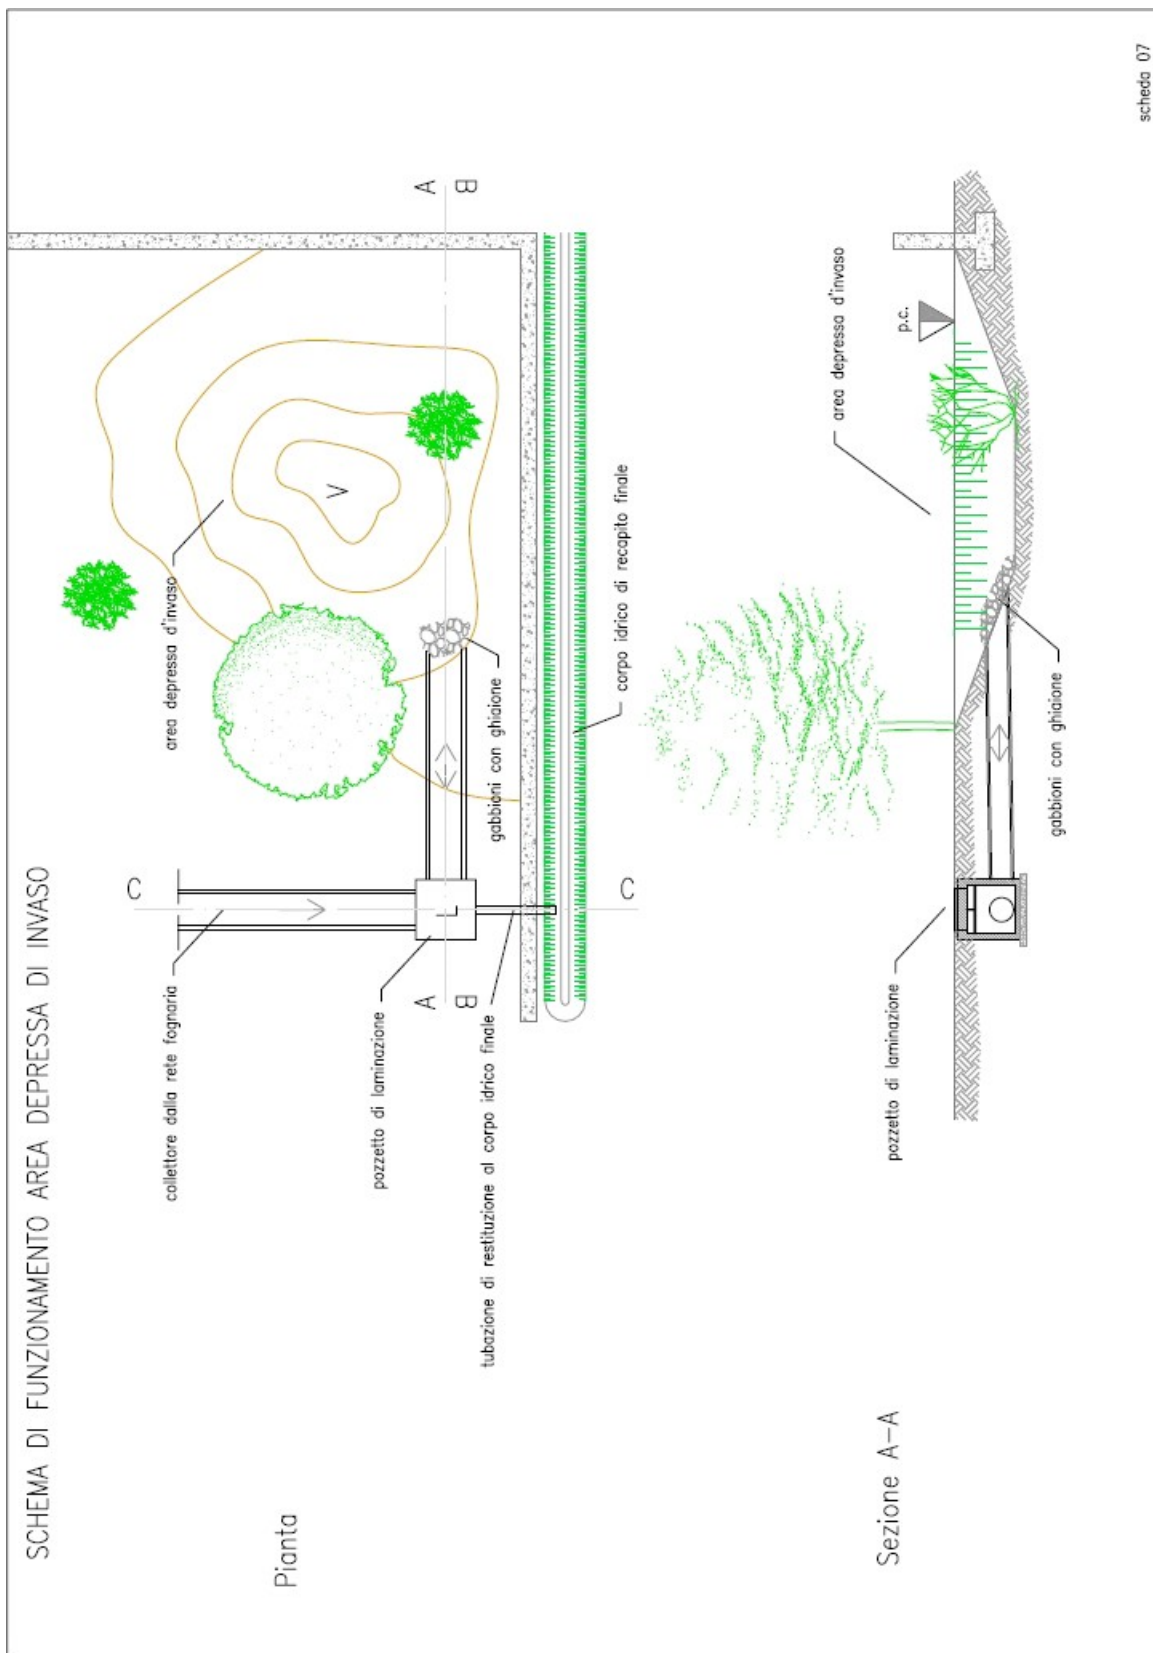 SCHEMA DI FUNZIONAMENTO AREA DEPRESSA DI INVASO
Pianta
C
collettore dalla rete fognaria
area depressa d'invaso
V
pozzetto di laminazione
A
A
B
B
tubazione di restituzione al corpo idrico finale
gabbioni con ghiaione
corpo idrico di recapito finale
C
Sezione A-A
pozzetto di laminazione
area depressa d'invaso
p.c.
gabbioni con ghiaione
scheda 07